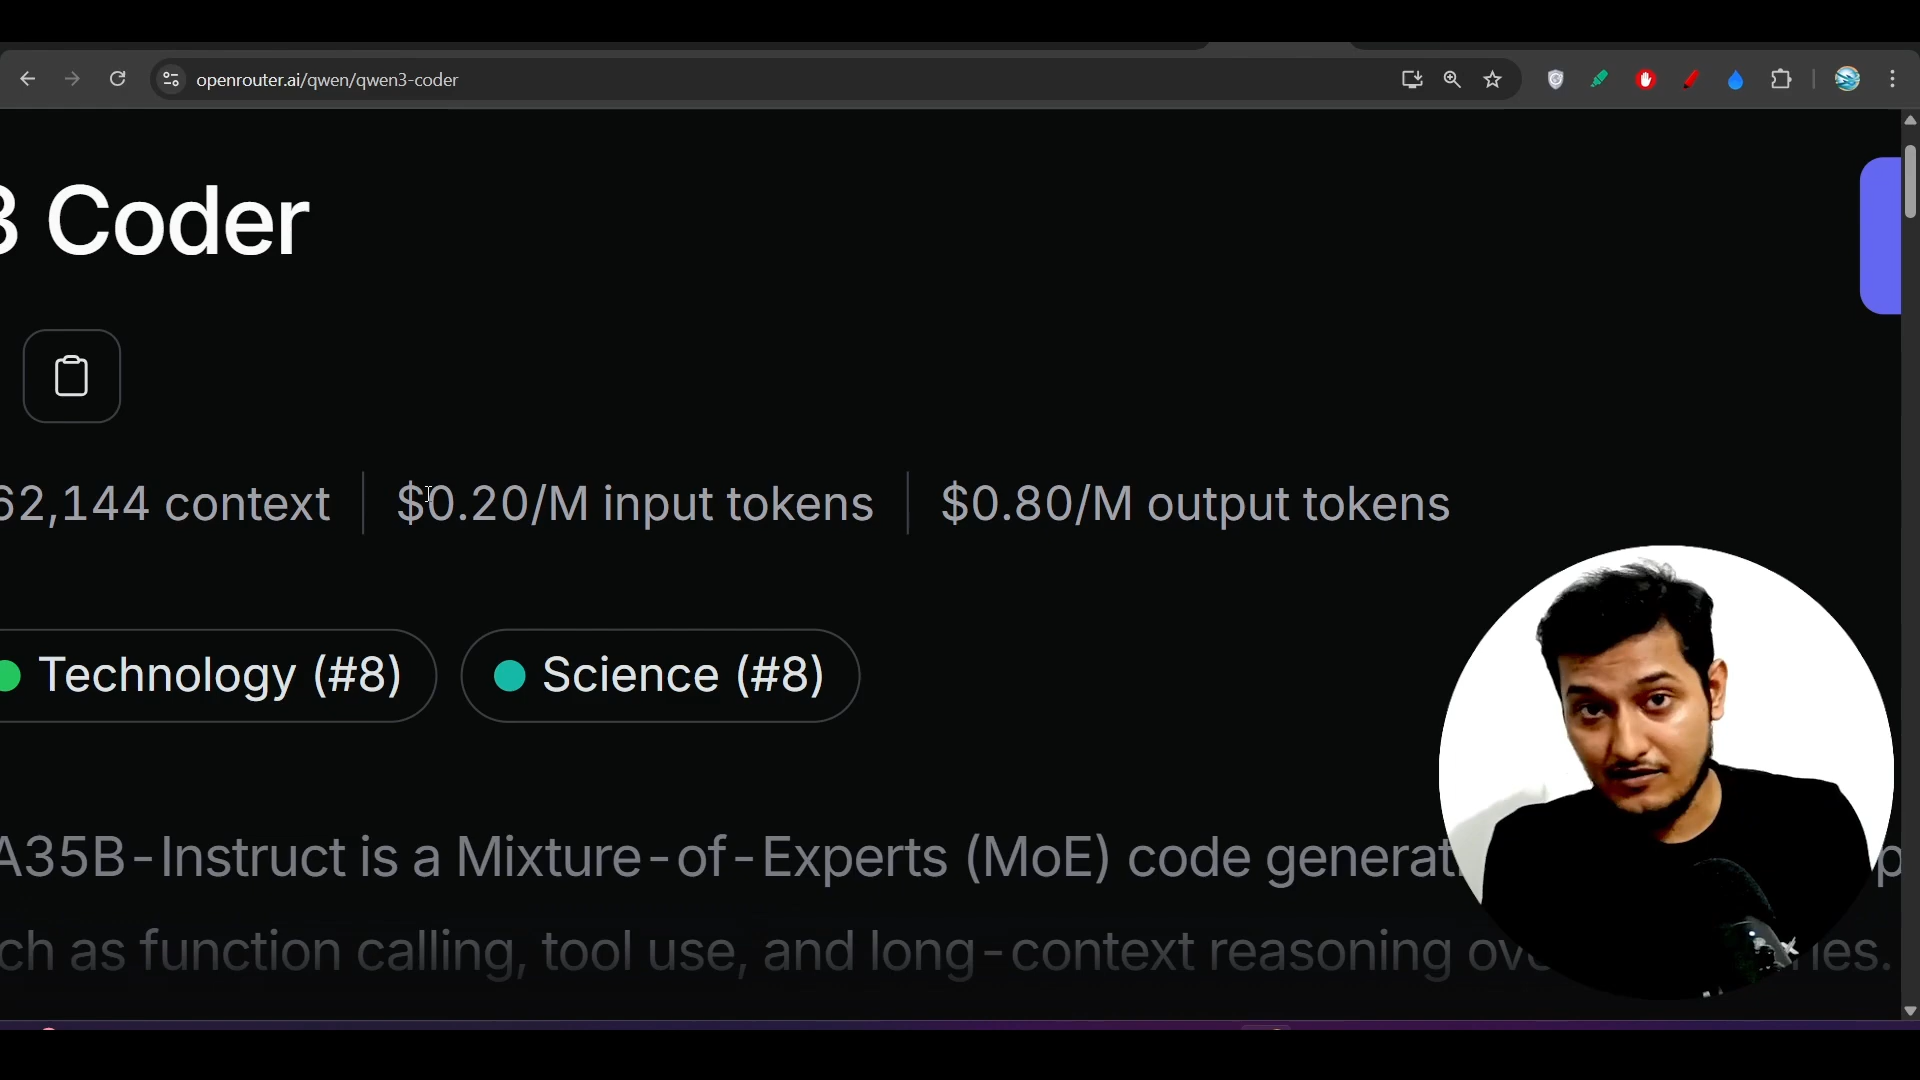 openrouter.ai/qwen/qwen3-coder
3 Coder
62,144 context
$0.20/M input tokens
$0.80/M output tokens
Technology (#8)
Science (#8)
A35B-Instruct is a Mixture-of-Experts (MoE) code generat
ch as function calling, tool use, and long-context reasoning ov